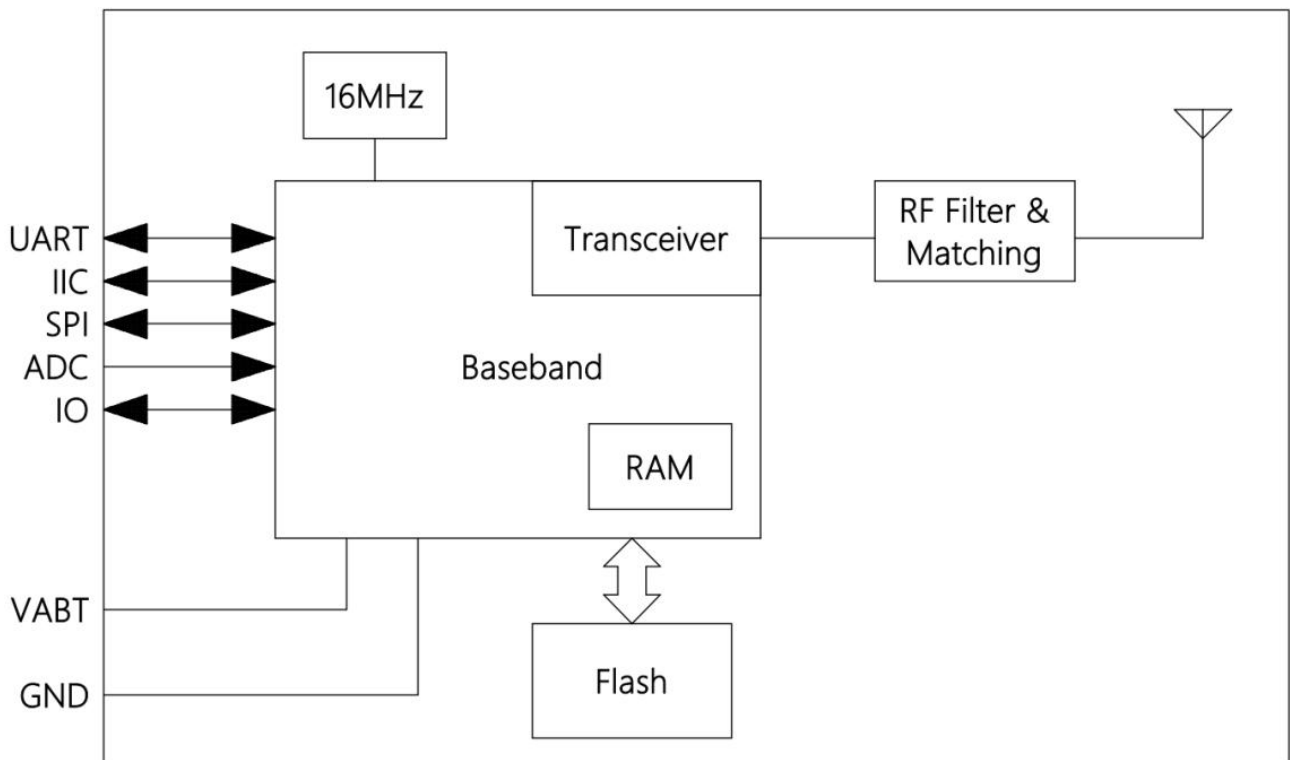 16MHz
UART
IIC
SPI
ADC
IO
Transceiver
RF Filter &
Matching
Baseband
RAM
VABT
GND
Flash